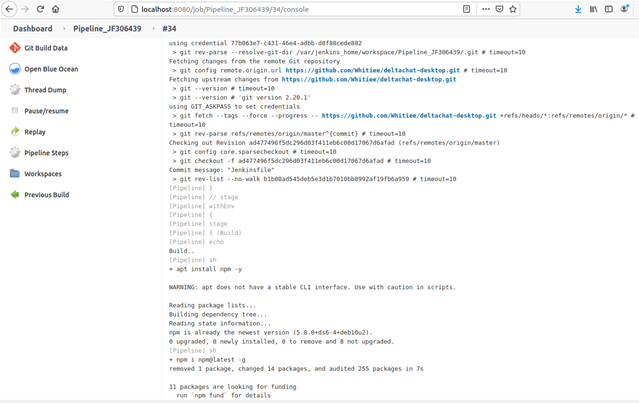 localhost:8080/job/Pipeline_JF306439/34/console
Dashboard
Pipeline_JF306439
#34
Git Build Data
Open Blue Ocean
Thread Dump
Pause/resume
Replay
Pipeline Steps
Workspaces
Previous Build
using credential 77b063e7-c431-46e4-adbb-d8f88cede882
> git rev-parse --resolve-git-dir /var/jenkins_home/workspace/Pipeline_JF306439/.git # timeout=10
Fetching changes from the remote Git repository
> git config remote.origin.url https://github.com/Whitiee/deltachat-desktop.git # timeout=10
Fetching upstream changes from https://github.com/Whitiee/deltachat-desktop.git
> git --version # timeout=10
> git --version # 'git version 2.20.1'
using GIT_ASKPASS to set credentials
> git fetch --tags --force --progress -- https://github.com/Whitiee/deltachat-desktop.git +refs/heads/*:refs/remotes/origin/* #
timeout=10
> git rev-parse refs/remotes/origin/master^{commit} # timeout=10
Checking out Revision ad477496f5dc296d03f411eb6c00d17067d6afad (refs/remotes/origin/master)
> git config core.sparsecheckout # timeout=10
> git checkout -f ad477496f5dc296d03f411eb6c00d17067d6afad # timeout=10
Commit message: "Jenkinsfile"
> git rev-list --no-walk b1b08ad545deb5e3d1b7010bb8992af19fb6a959 # timeout=10
[Pipeline] }
[Pipeline] // stage
[Pipeline] withEnv
[Pipeline] {
[Pipeline] stage
[Pipeline] { (Build)
[Pipeline] echo
Build..
[Pipeline] sh
+ apt install npm -y
WARNING: apt does not have a stable CLI interface. Use with caution in scripts.
Reading package lists...
Building dependency tree...
Reading state information...
npm is already the newest version (5.8.0+ds6-4+deb10u2).
0 upgraded, 0 newly installed, 0 to remove and 8 not upgraded.
[Pipeline] sh
+ npm i npm@latest -g
removed 1 package, changed 14 packages, and audited 255 packages in 7s
11 packages are looking for funding
run `npm fund` for details